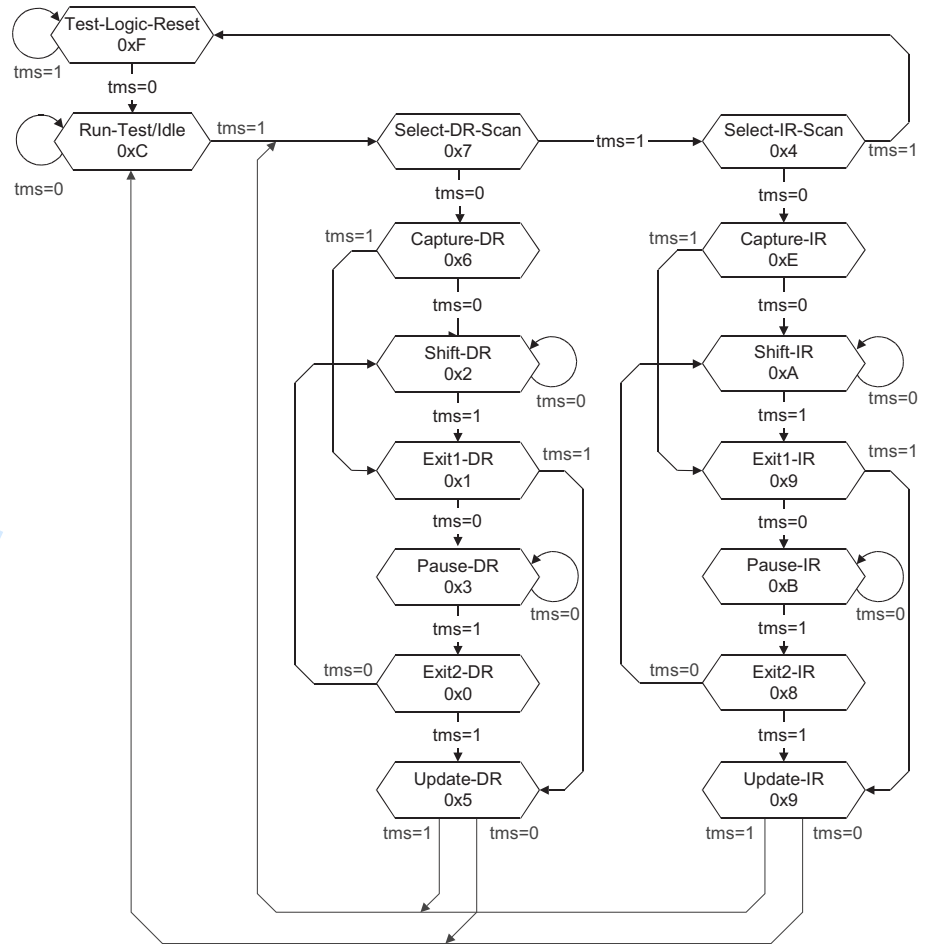 Test-Logic-Reset
0xF
tms=1
tms=0
Run-Test/Idle
0xC
tms=0
tms=1
Select-DR-Scan
0x7
tms=1
Select-IR-Scan
0x4
tms=1
tms=0
tms=0
tms=1
Capture-DR
0x6
tms=1
Capture-IR
0xE
tms=0
tms=0
Shift-DR
0x2
tms=0
Shift-IR
0xA
tms=0
tms=1
tms=1
Exit1-DR
0x1
tms=1
Exit1-IR
0x9
tms=1
tms=0
tms=0
Pause-DR
0x3
tms=0
Pause-IR
0xB
tms=0
tms=1
tms=1
tms=0
Exit2-DR
0x0
tms=0
Exit2-IR
0x8
tms=1
tms=1
Update-DR
0x5
Update-IR
0x9
tms=1
tms=0
tms=1
tms=0